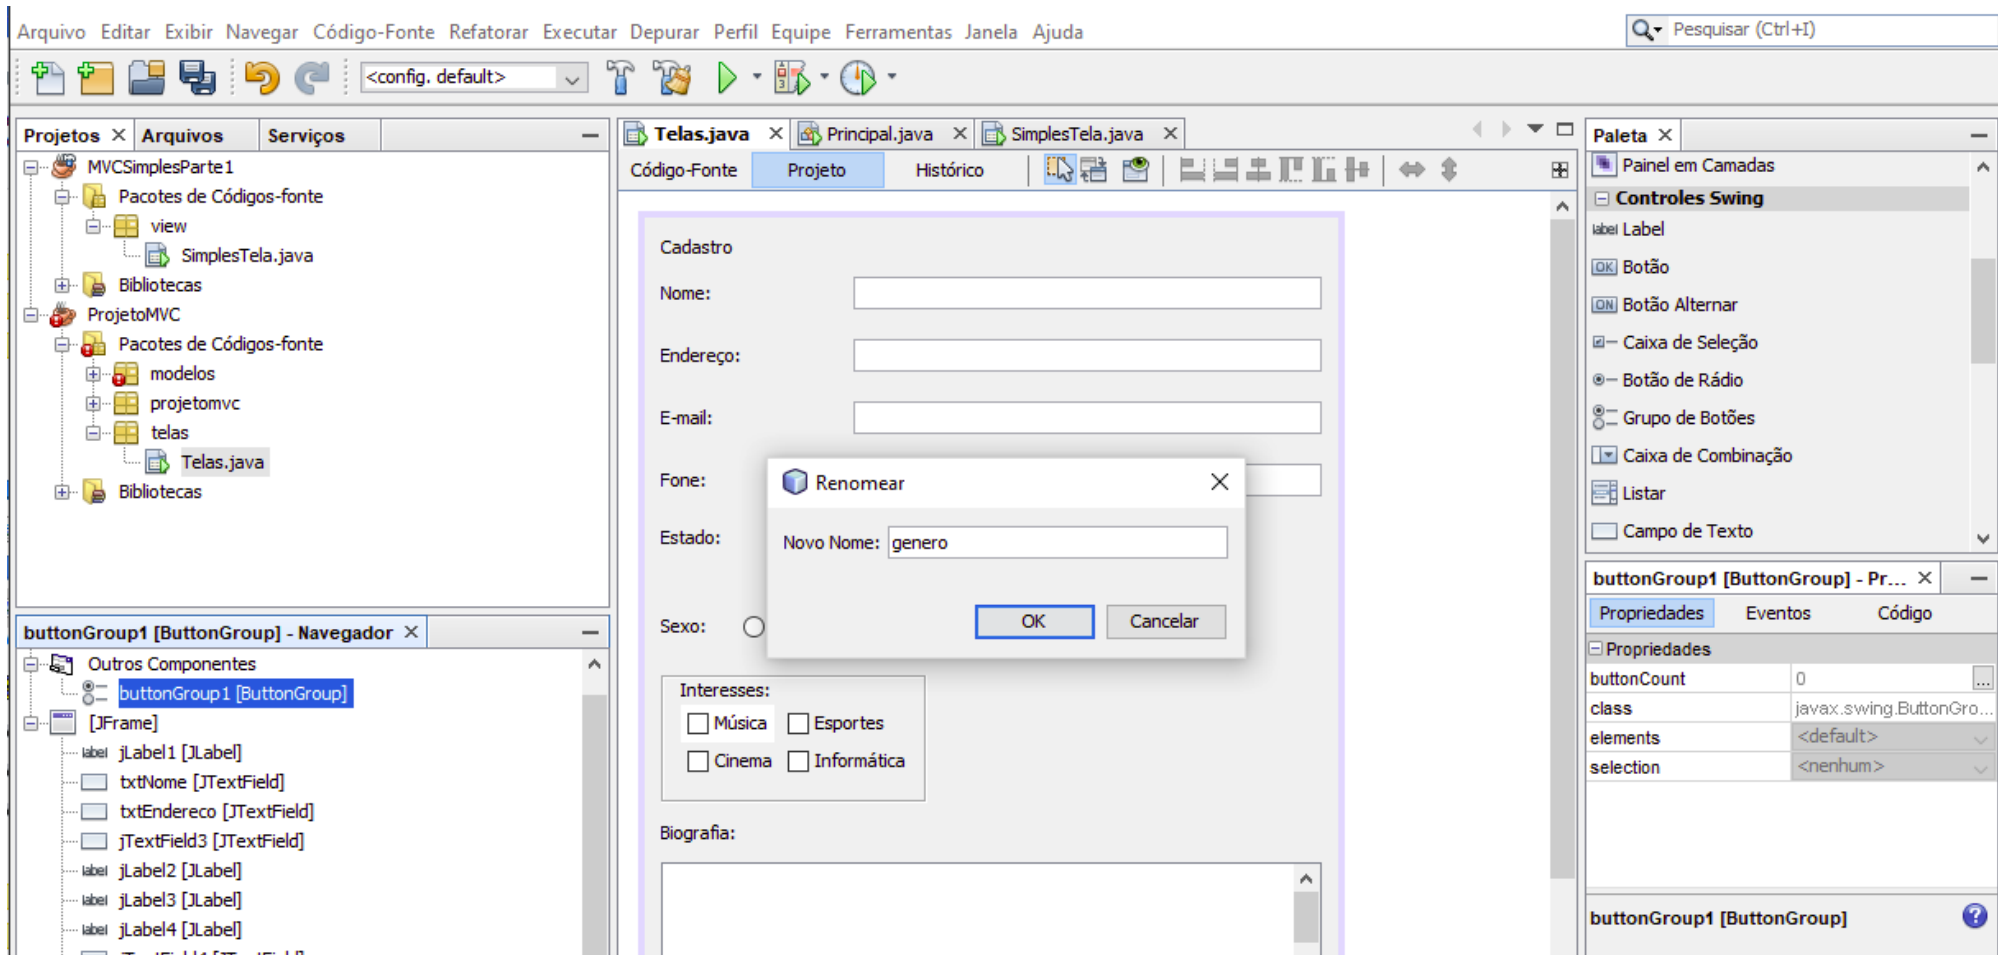 Arquivo Editar Exibir Navegar Código-Fonte Refatorar Executar Depurar Perfil Equipe Ferramentas Janela Ajuda
Pesquisar (Ctrl+I)
<config. default>
Projetos
Arquivos
Serviços
MVCSimplesParte1
Pacotes de Códigos-fonte
view
SimplesTela.java
Bibliotecas
ProjetoMVC
Pacotes de Códigos-fonte
modelos
projetomvc
telas
Telas.java
Bibliotecas
buttonGroup1 [ButtonGroup] - Navegador
Outros Componentes
buttonGroup1 [ButtonGroup]
[JFrame]
label jLabel1 [JLabel]
txtNome [JTextField]
txtEndereco [JTextField]
jTextField3 [JTextField]
label jLabel2 [JLabel]
label jLabel3 [JLabel]
label jLabel4 [JLabel]
Telas.java
Principal.java
SimplesTela.java
Código-Fonte
Projeto
Histórico
Cadastro
Nome:
Endereço:
E-mail:
Fone:
Estado:
Sexo:
Renomear
Novo Nome: genero
OK
Cancelar
Interesses:
Música
Esportes
Cinema
Informática
Biografia:
Paleta
Painel em Camadas
Controles Swing
label Label
OK Botão
ON Botão Alternar
Caixa de Seleção
Botão de Rádio
Grupo de Botões
Caixa de Combinação
Listar
Campo de Texto
buttonGroup1 [ButtonGroup] - Pr...
Propriedades
Eventos
Código
Propriedades
buttonCount 0 ...
class javax.swing.ButtonGro...
elements <default>
selection <nenhum>
buttonGroup1 [ButtonGroup]